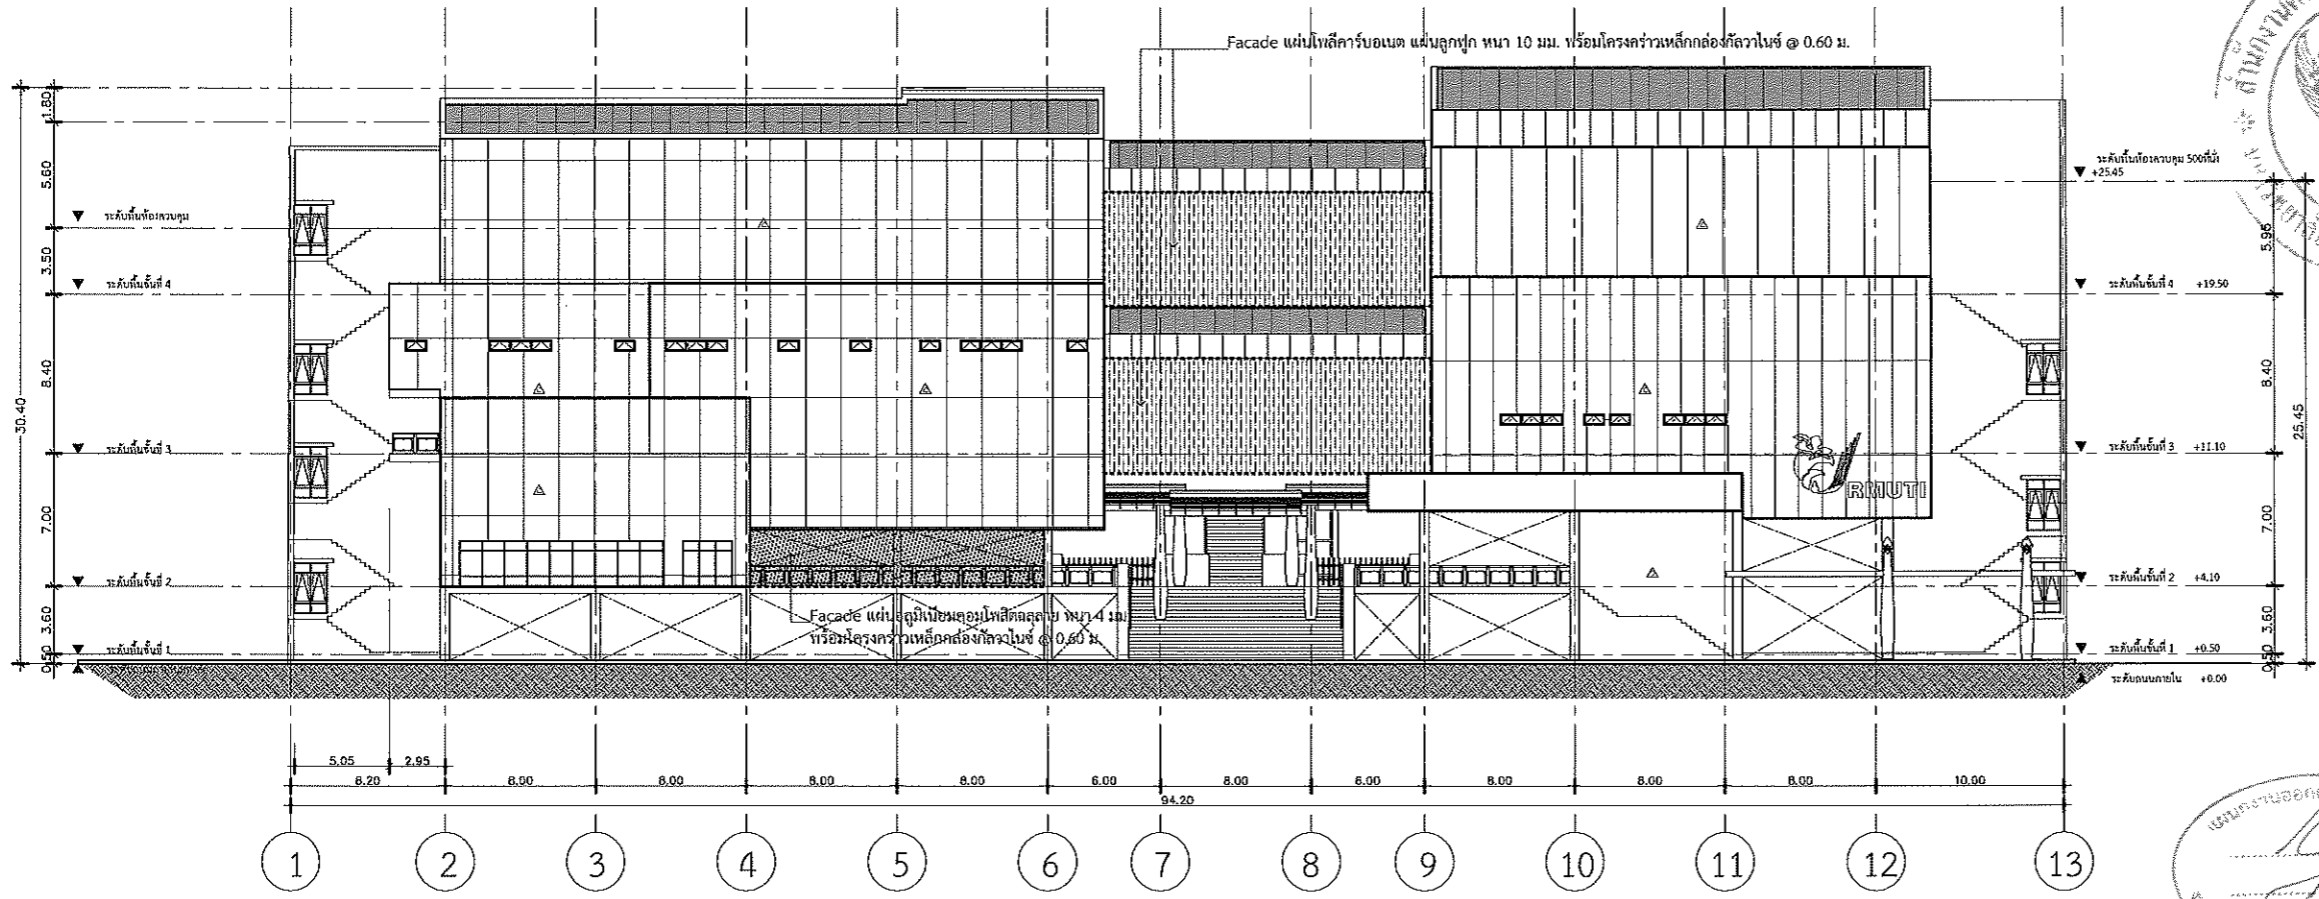 Facade แผ่นโพลีคาร์บอเนต แผ่นลูกฟูก หนา 10 มม. พร้อมโครงคร่าวเหล็กกล่องกัลวาไนซ์ @ 0.60 ม.
1.80
5.60
3.50
8.40
7.00
3.60
0.50
30.40
ระดับพื้นห้องควบคุม
ระดับพื้นชั้นที่ 4
ระดับพื้นชั้นที่ 3
ระดับพื้นชั้นที่ 2
ระดับพื้นชั้นที่ 1
RMUTI
Facade แผ่นอลูมิเนียมคอมโพสิตฉลุลาย หนา 4 มม.
พร้อมโครงคร่าวเหล็กกล่องกัลวาไนซ์ @ 0.60 ม.
ระดับพื้นห้องควบคุม 500ที่นั่ง
+25.45
ระดับพื้นชั้นที่ 4 +19.50
ระดับพื้นชั้นที่ 3 +11.10
ระดับพื้นชั้นที่ 2 +4.10
ระดับพื้นชั้นที่ 1 +0.50
ระดับถนนภายใน +0.00
5.95
8.40
7.00
3.60
0.50
25.45
5.05 2.95
8.20 8.00 8.00 8.00 8.00 6.00 8.00 6.00 8.00 8.00 8.00 10.00
94.20
1 2 3 4 5 6 7 8 9 10 11 12 13